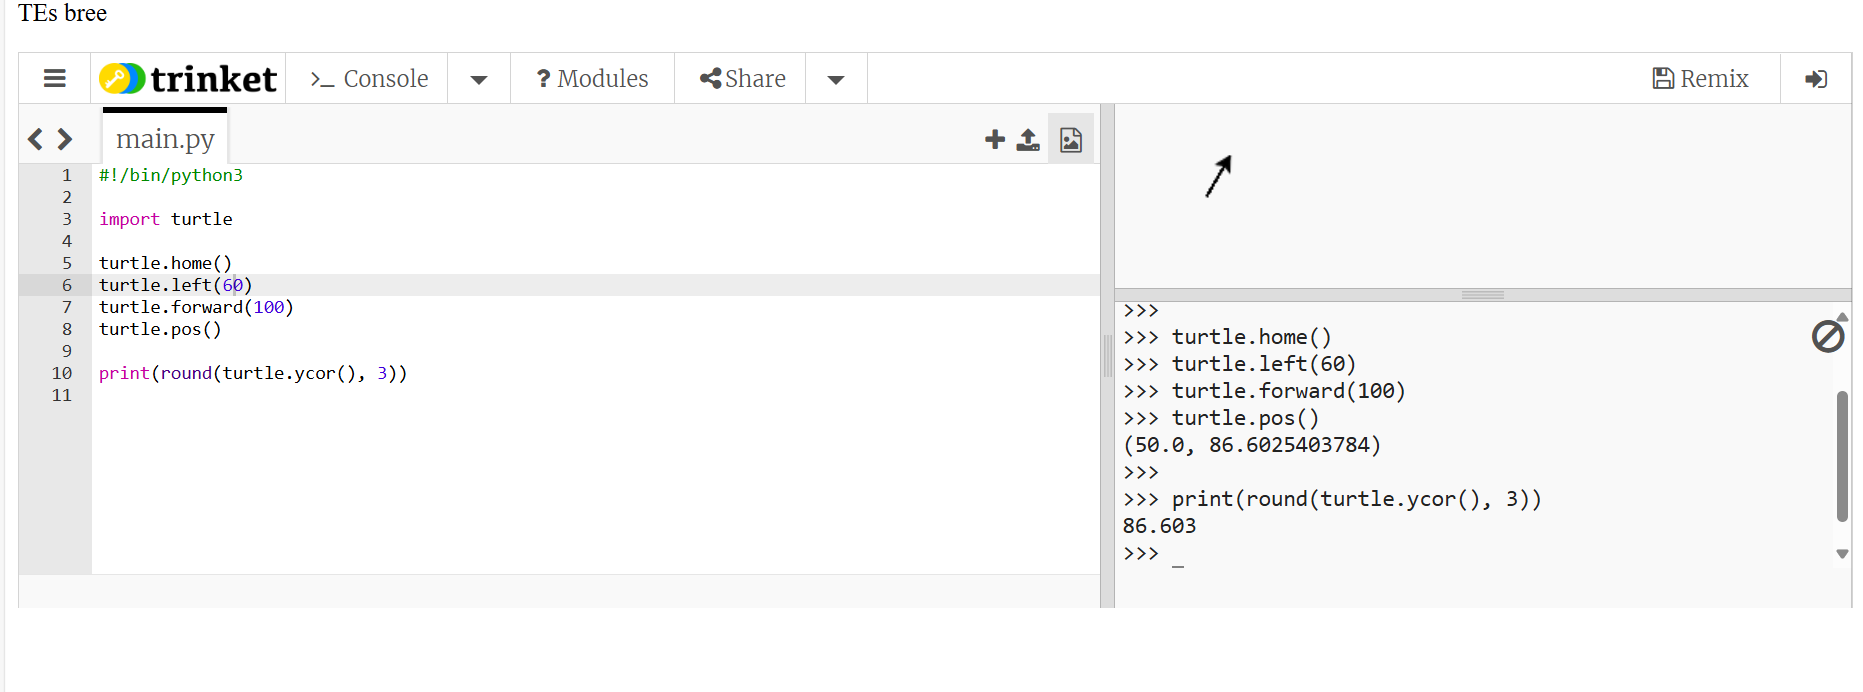 TEs bree
trinket >_ Console ? Modules Share Remix
main.py
1 #!/bin/python3
2
3 import turtle
4
5 turtle.home()
6 turtle.left(60)
7 turtle.forward(100)
8 turtle.pos()
9
10 print(round(turtle.ycor(), 3))
11
>>>
>>> turtle.home()
>>> turtle.left(60)
>>> turtle.forward(100)
>>> turtle.pos()
(50.0, 86.6025403784)
>>>
>>> print(round(turtle.ycor(), 3))
86.603
>>> _